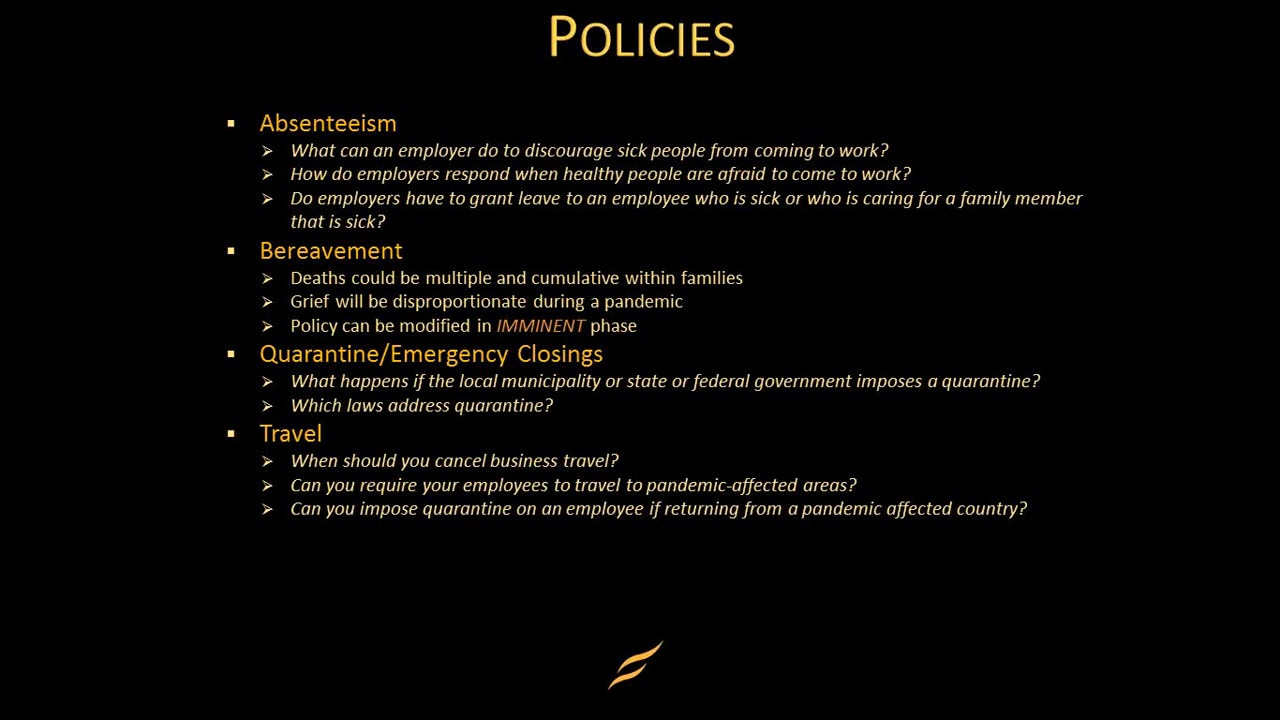 POLICIES
▪ Absenteeism
➢ What can an employer do to discourage sick people from coming to work?
➢ How do employers respond when healthy people are afraid to come to work?
➢ Do employers have to grant leave to an employee who is sick or who is caring for a family member
that is sick?
▪ Bereavement
➢ Deaths could be multiple and cumulative within families
➢ Grief will be disproportionate during a pandemic
➢ Policy can be modified in IMMINENT phase
▪ Quarantine/Emergency Closings
➢ What happens if the local municipality or state or federal government imposes a quarantine?
➢ Which laws address quarantine?
▪ Travel
➢ When should you cancel business travel?
➢ Can you require your employees to travel to pandemic-affected areas?
➢ Can you impose quarantine on an employee if returning from a pandemic affected country?